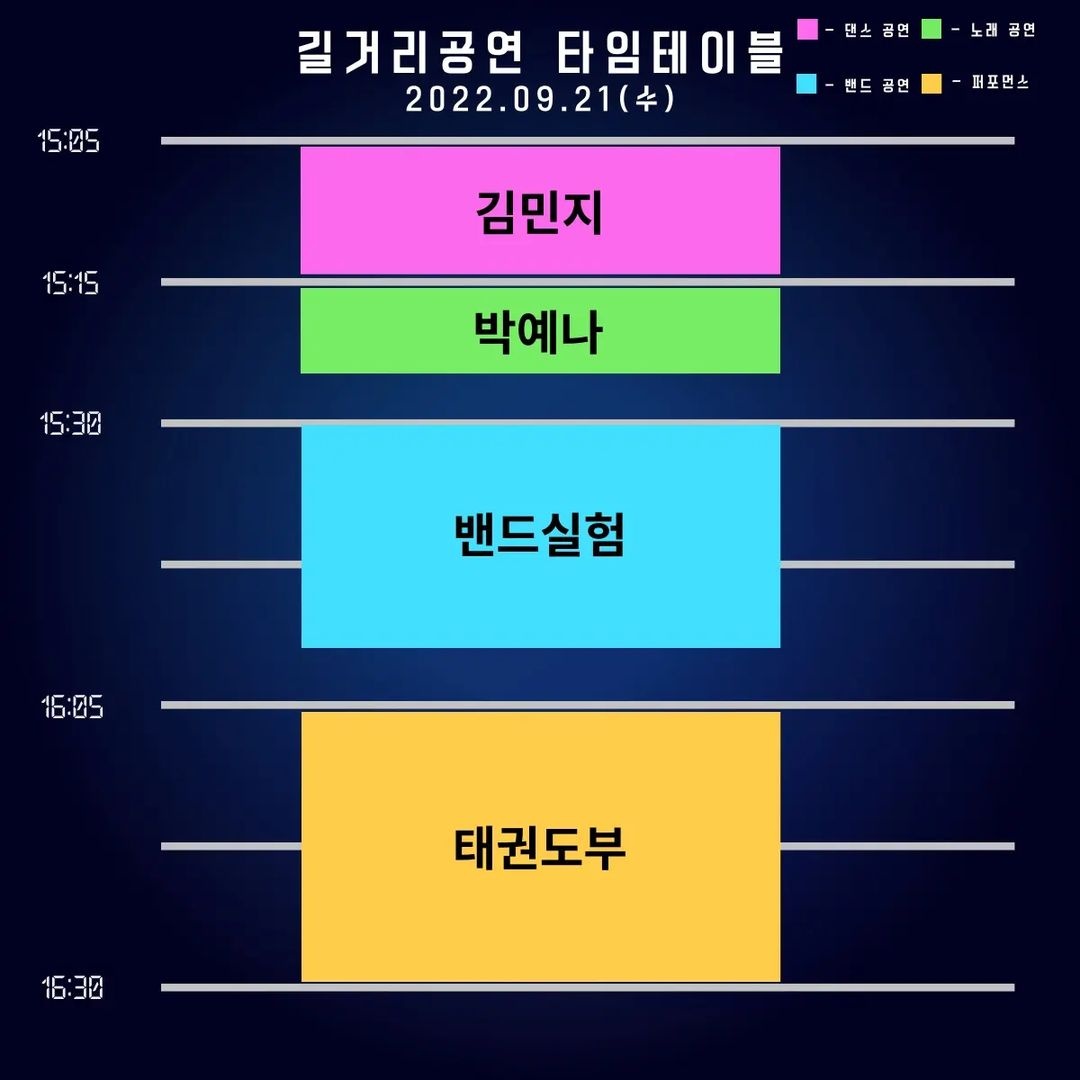 길거리공연 타임테이블
2022.09.21(수)
- 댄스 공연
- 노래 공연
- 밴드 공연
- 퍼포먼스
15:05
김민지
15:15
박예나
15:30
밴드실험
16:05
태권도부
16:30